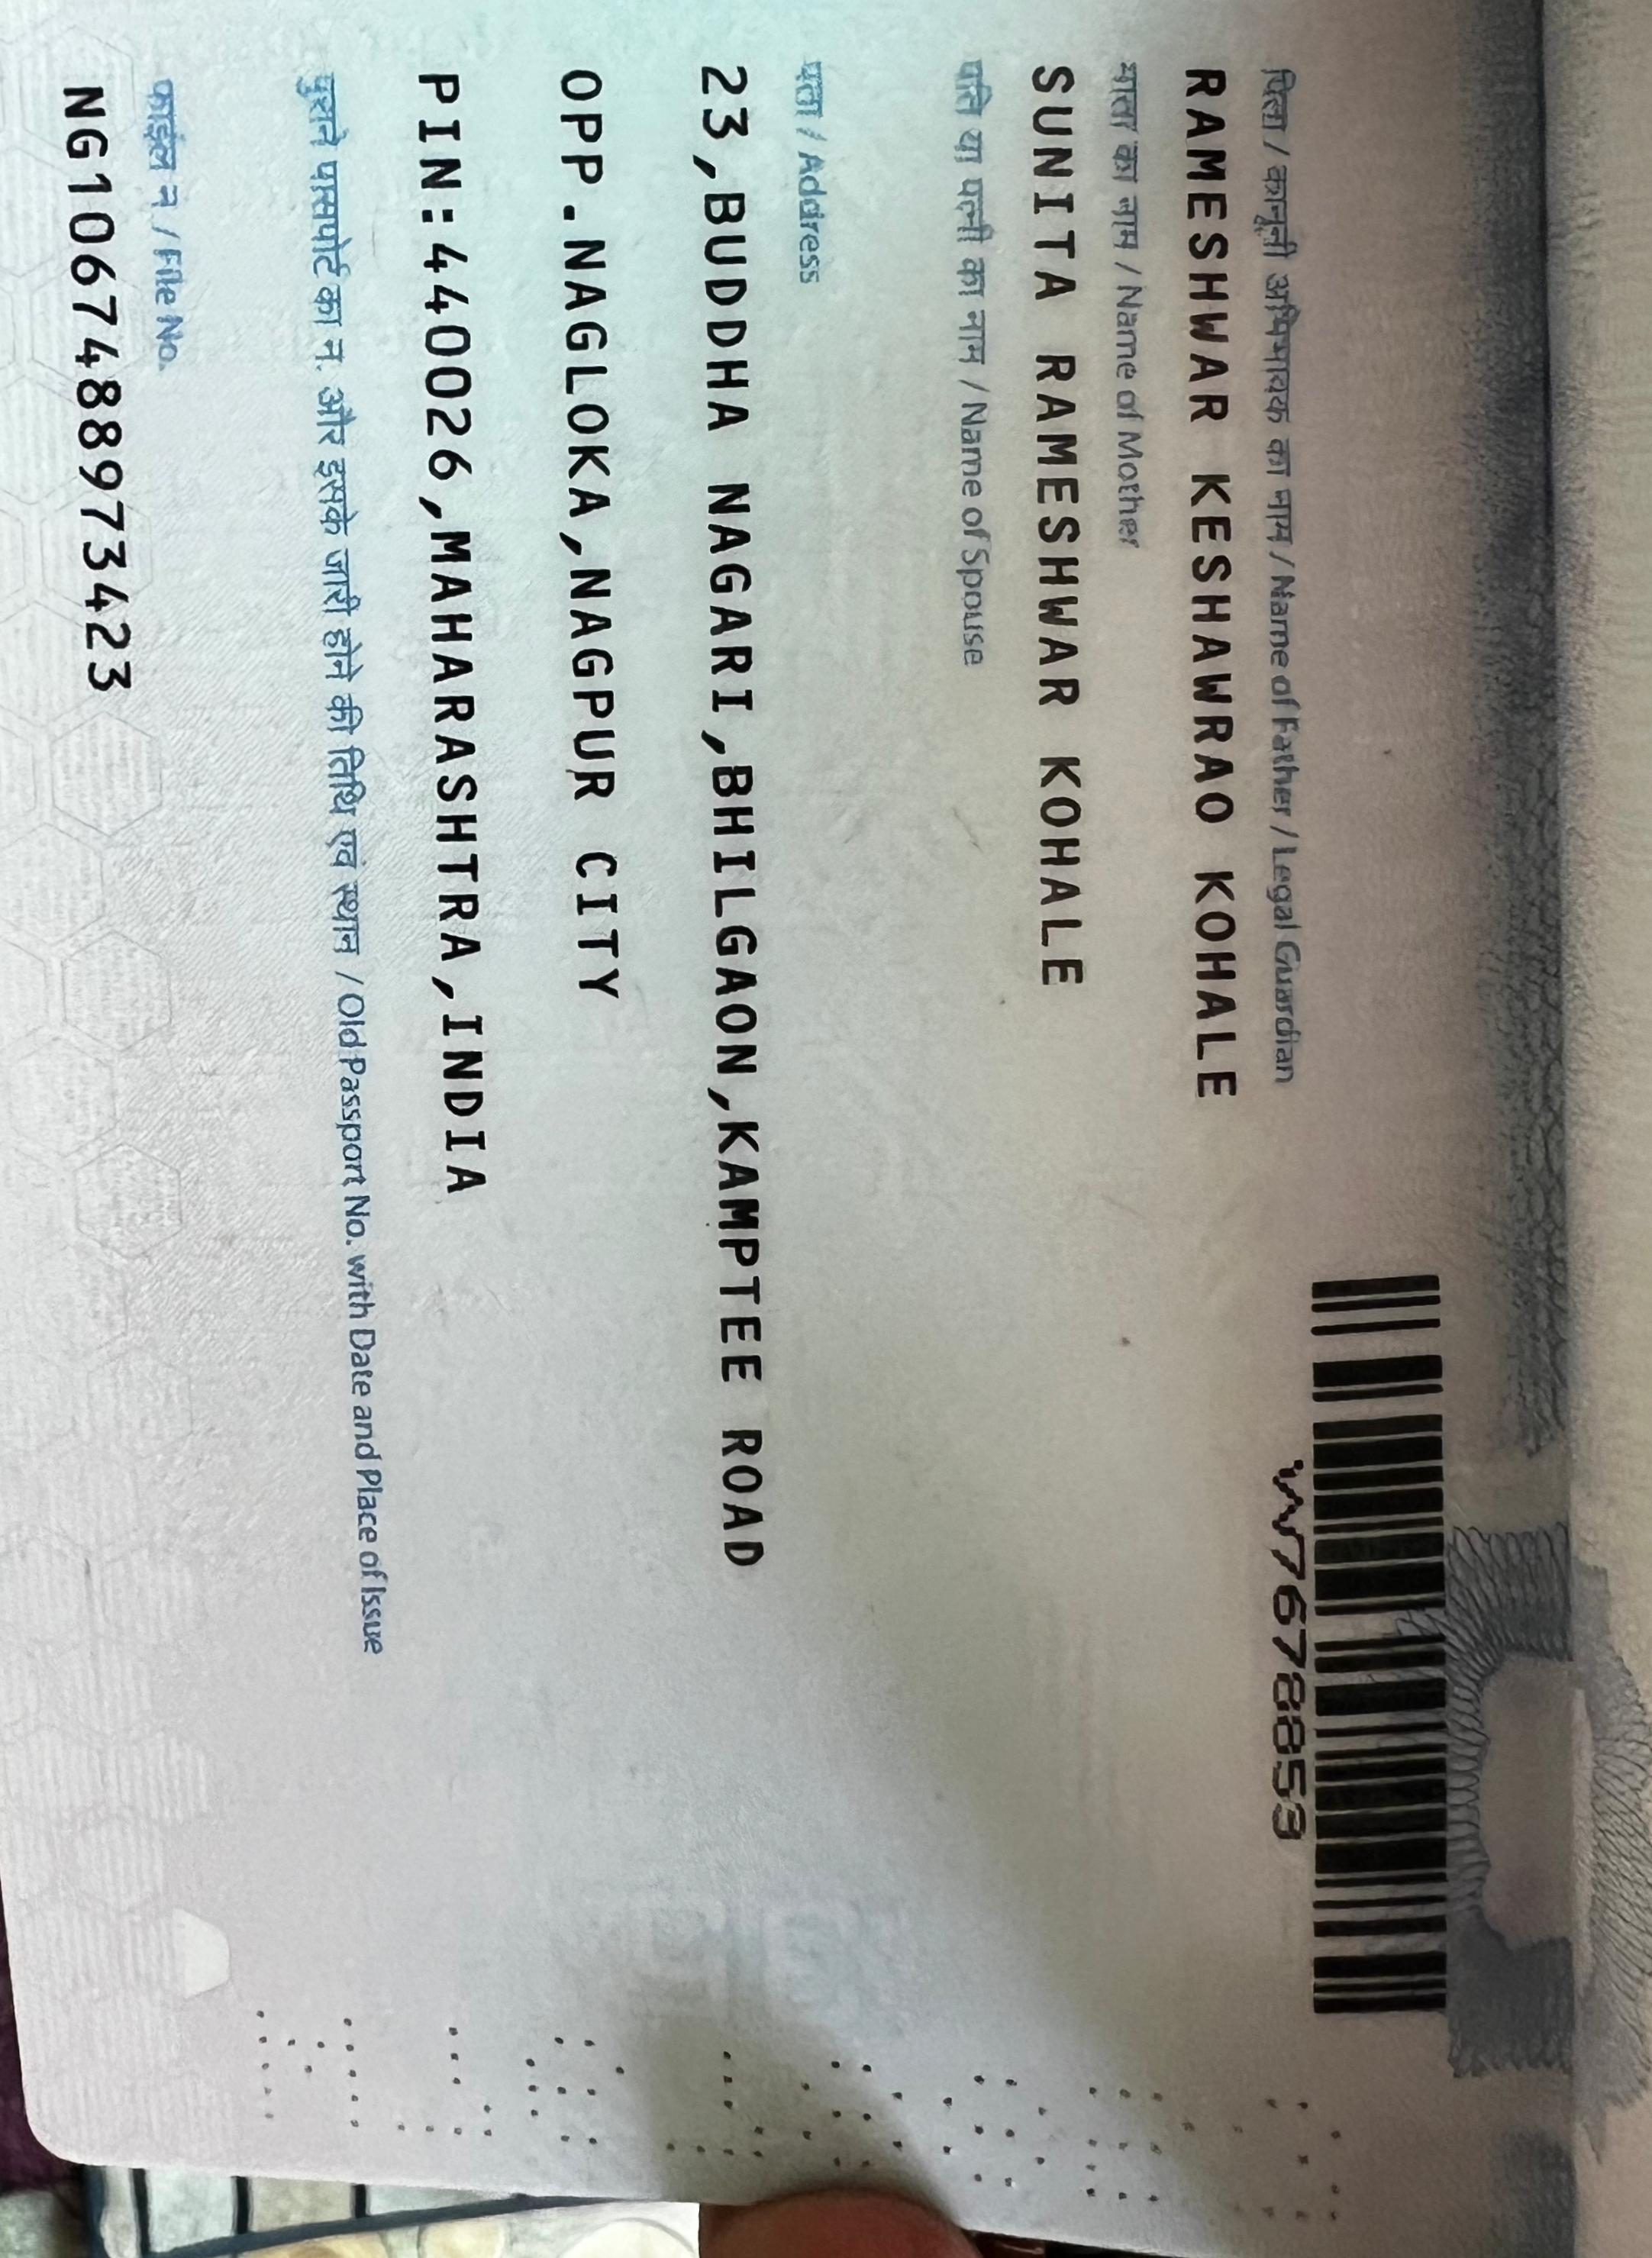 W7678859
पिता / कानूनी अभिभावक का नाम / Name of Father / Legal Guardian
RAMESHWAR KESHAWRAO KOHALE
माता का नाम / Name of Mother
SUNITA RAMESHWAR KOHALE
पति या पत्नी का नाम / Name of Spouse
पता / Address
23,BUDDHA NAGARI,BHILGAON,KAMPTEE ROAD
OPP.NAGLOKA,NAGPUR CITY
PIN:440026,MAHARASHTRA,INDIA
पुराने पासपोर्ट का न. और इसके जारी होने की तिथि एवं स्थान / Old Passport No. with Date and Place of Issue
फाईल न / File No.
NG1067488973423